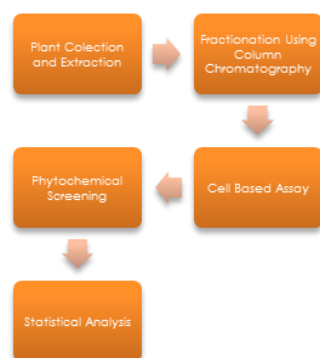 Plant Colection
and Extraction
Fractionation Using
Column
Chromatography
Cell Based Assay
Phytochemical
Screening
Statistical Analysis